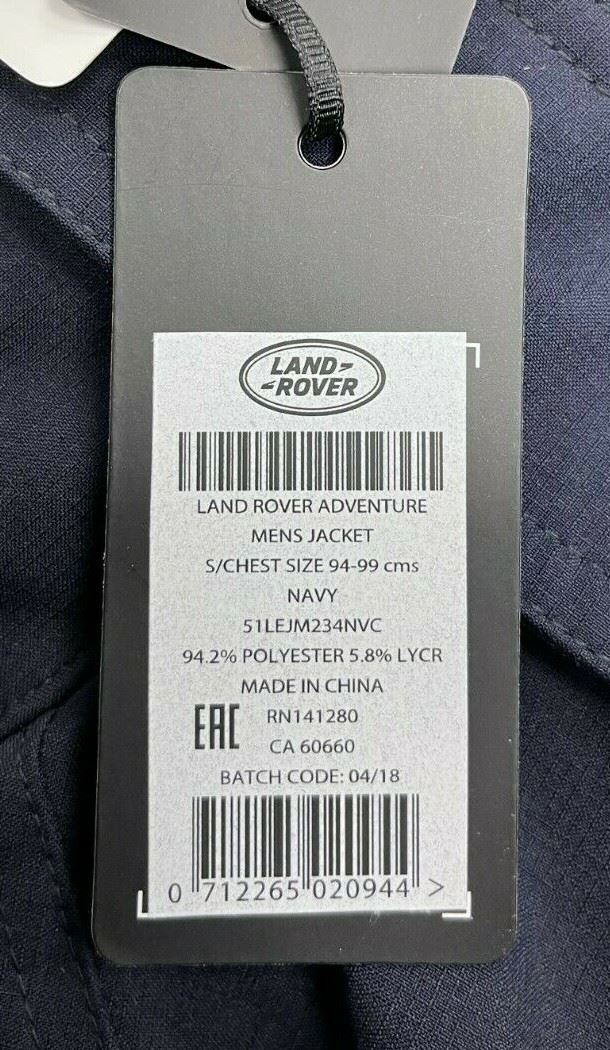 LAND
ROVER
LAND ROVER ADVENTURE
MENS JACKET
S/CHEST SIZE 94-99 cms
NAVY
51LEJM234NVC
94.2% POLYESTER 5.8% LYCR
MADE IN CHINA
EAC RN141280
CA 60660
BATCH CODE: 04/18
0 712265 020944 >